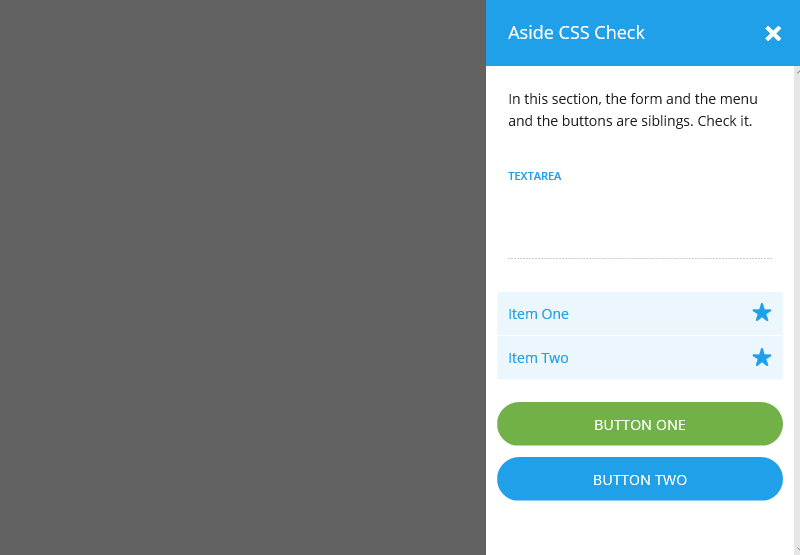 Aside CSS Check
In this section, the form and the menu
and the buttons are siblings. Check it.
TEXTAREA
Item One
Item Two
BUTTON ONE
BUTTON TWO